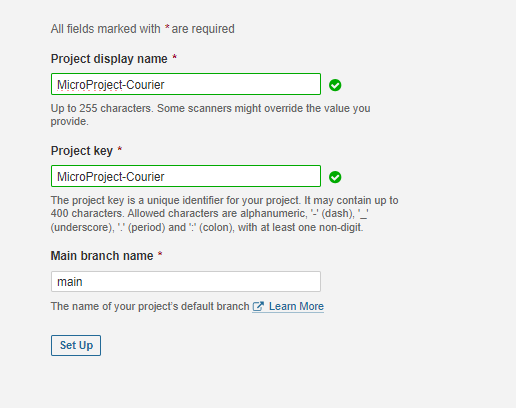 All fields marked with * are required
Project display name *
MicroProject-Courier
Up to 255 characters. Some scanners might override the value you
provide.
Project key *
MicroProject-Courier
The project key is a unique identifier for your project. It may contain up to
400 characters. Allowed characters are alphanumeric, '-' (dash), '_'
(underscore), '.' (period) and ':' (colon), with at least one non-digit.
Main branch name *
main
The name of your project's default branch Learn More
Set Up